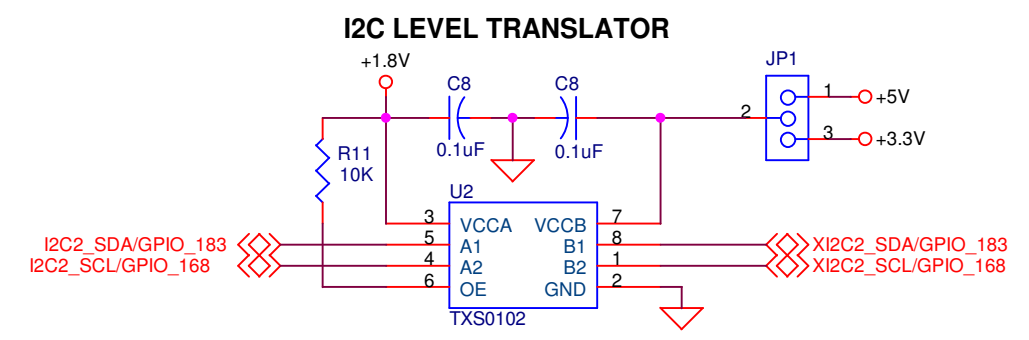 I2C LEVEL TRANSLATOR
+1.8V
C8
C8
JP1
1
+5V
2
3
+3.3V
0.1uF
0.1uF
R11
10K
U2
3
VCCA
VCCB
7
I2C2_SDA/GPIO_183
5
A1
B1
8
XI2C2_SDA/GPIO_183
I2C2_SCL/GPIO_168
4
A2
B2
1
XI2C2_SCL/GPIO_168
6
OE
GND
2
TXS0102